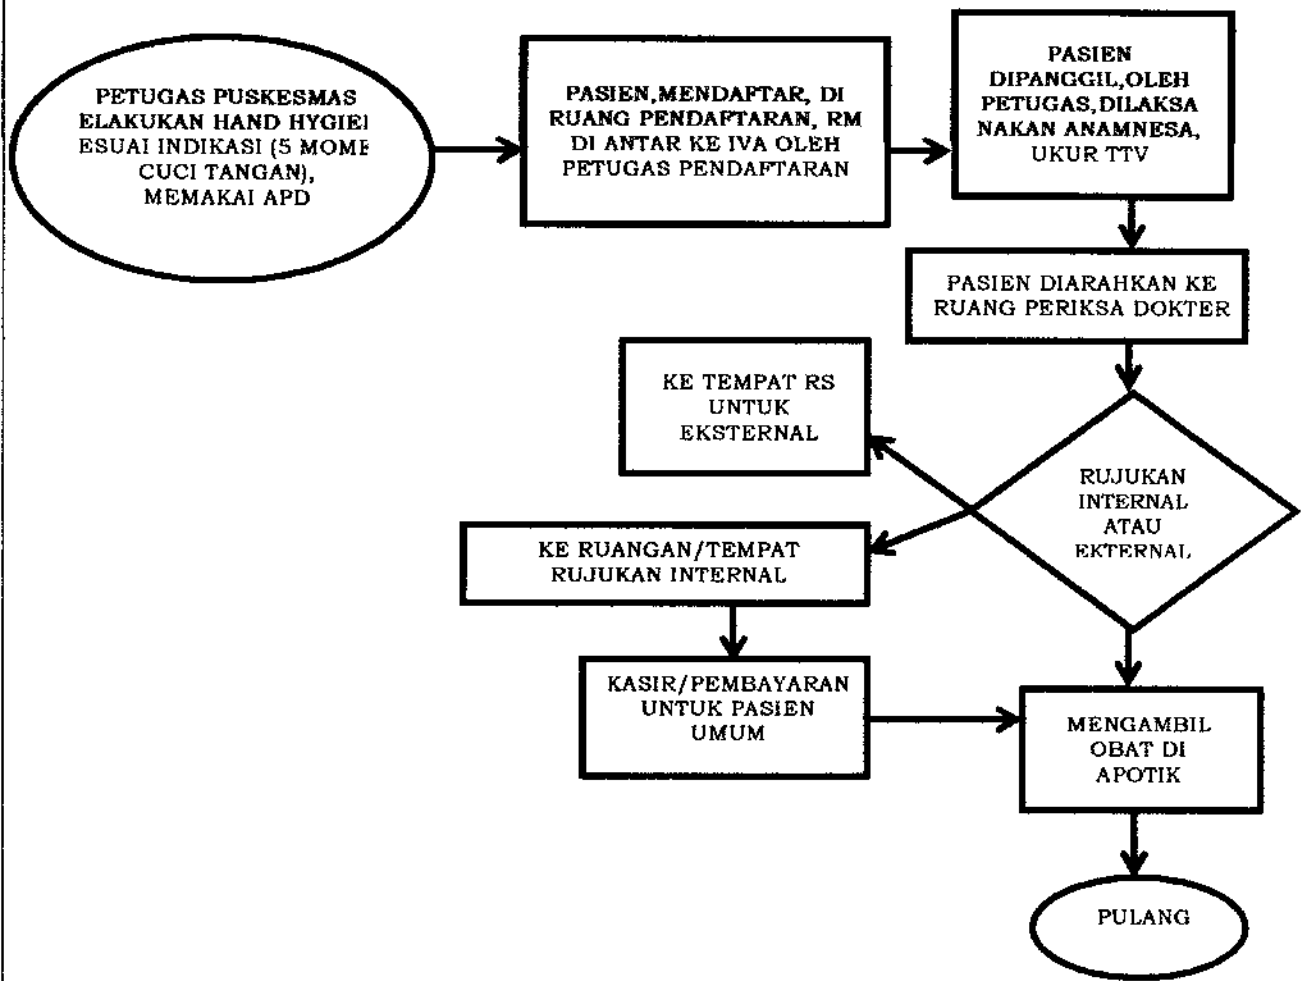 PETUGAS PUSKESMAS
ELAKUKAN HAND HYGIEI
ESUAI INDIKASI (5 MOME
CUCI TANGAN),
MEMAKAI APD
PASIEN,MENDAFTAR, DI
RUANG PENDAFTARAN, RM
DI ANTAR KE IVA OLEH
PETUGAS PENDAFTARAN
PASIEN
DIPANGGIL,OLEH
PETUGAS,DILAKSA
NAKAN ANAMNESA,
UKUR TTV
PASIEN DIARAHKAN KE
RUANG PERIKSA DOKTER
RUJUKAN
INTERNAL
ATAU
EKTERNAL
KE TEMPAT RS
UNTUK
EKSTERNAL
KE RUANGAN/TEMPAT
RUJUKAN INTERNAL
KASIR/PEMBAYARAN
UNTUK PASIEN
UMUM
MENGAMBIL
OBAT DI
APOTIK
PULANG